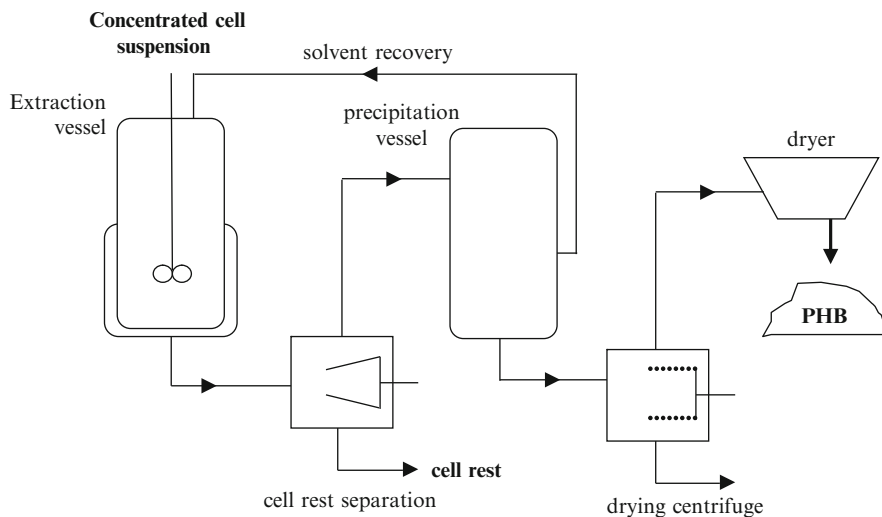 Concentrated cell
suspension
solvent recovery
Extraction
vessel
precipitation
vessel
dryer
PHB
cell rest
cell rest separation
drying centrifuge